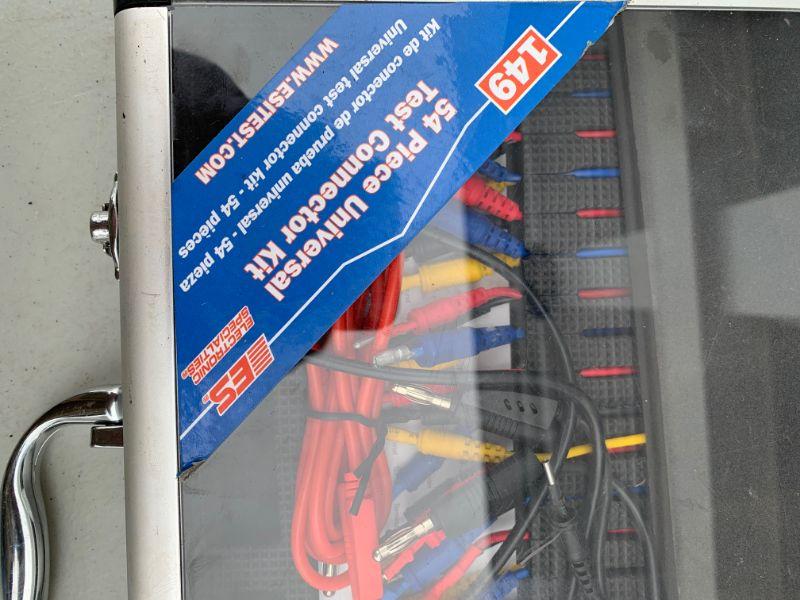 149
54 Piece Universal
Test Connector Kit
Kit de conector de prueba universal - 54 pieza
Universal test connector kit - 54 pièces
WWW.ESITEST.COM
ES
ELECTRONIC
SPECIALTIES